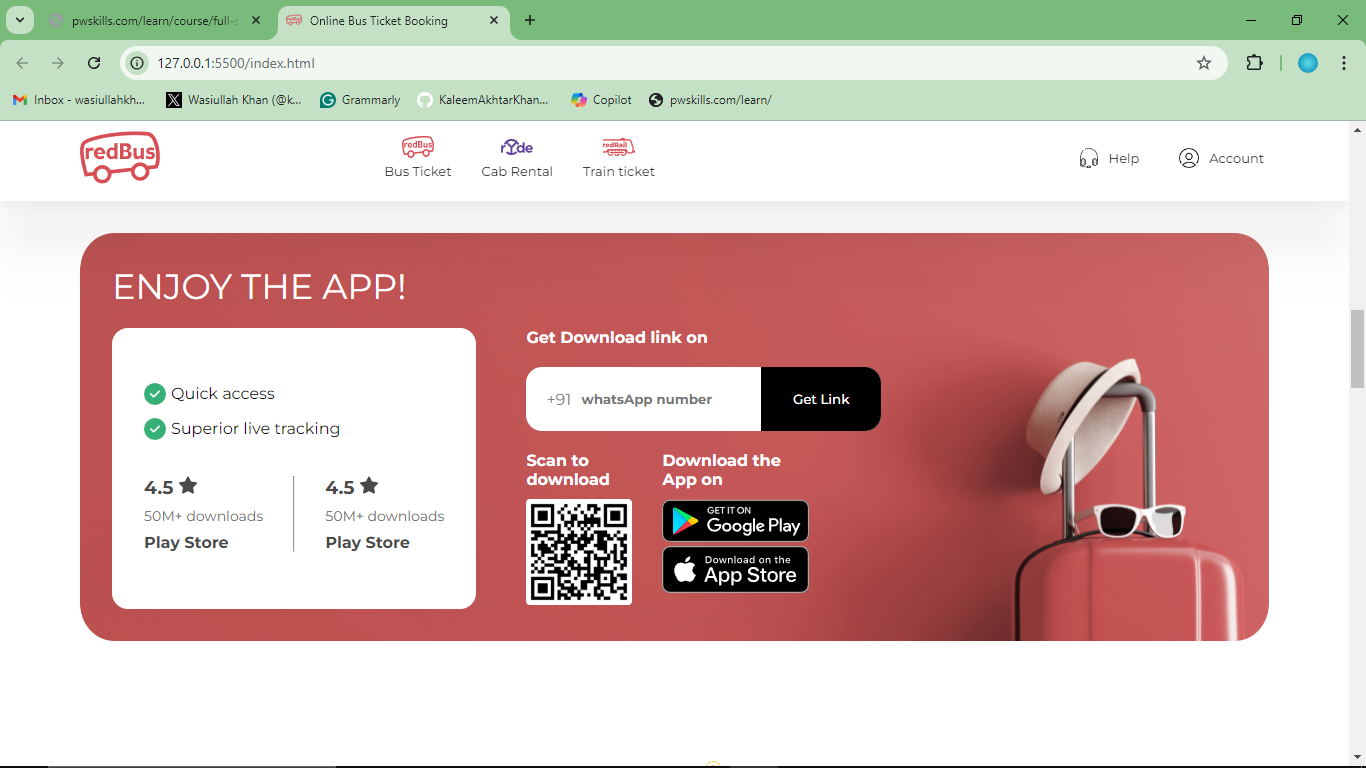 pwskills.com/learn/course/full-s
Online Bus Ticket Booking
127.0.0.1:5500/index.html
Inbox - wasiullahkh...
Wasiullah Khan (@k...
Grammarly
KaleemAkhtarKhan...
Copilot
pwskills.com/learn/
redBus
redBus
Bus Ticket
ryde
Cab Rental
redRail
Train ticket
Help
Account
ENJOY THE APP!
Quick access
Superior live tracking
4.5
50M+ downloads
Play Store
4.5
50M+ downloads
Play Store
Get Download link on
+91 whatsApp number
Get Link
Scan to
download
Download the
App on
GET IT ON
Google Play
Download on the
App Store